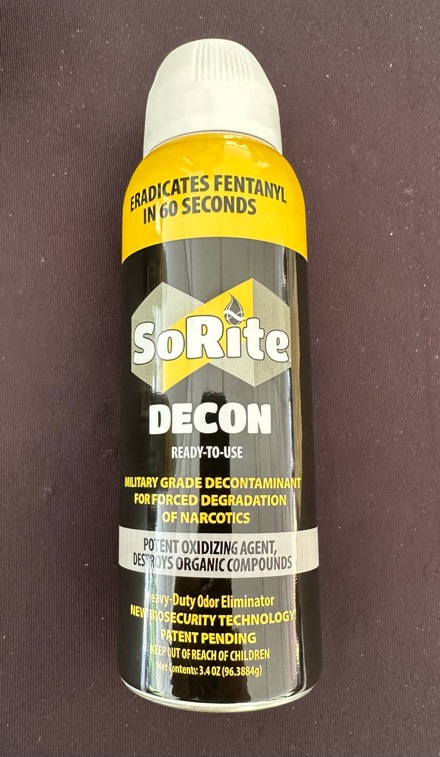 ERADICATES FENTANYL
IN 60 SECONDS
SoRite
DECON
READY-TO-USE
MILITARY GRADE DECONTAMINANT
FOR FORCED DEGRADATION
OF NARCOTICS
POTENT OXIDIZING AGENT,
DESTROYS ORGANIC COMPOUNDS
Heavy-Duty Odor Eliminator
NEW BIOSECURITY TECHNOLOGY
PATENT PENDING
KEEP OUT OF REACH OF CHILDREN
Net Contents: 3.4 OZ (96.3884g)